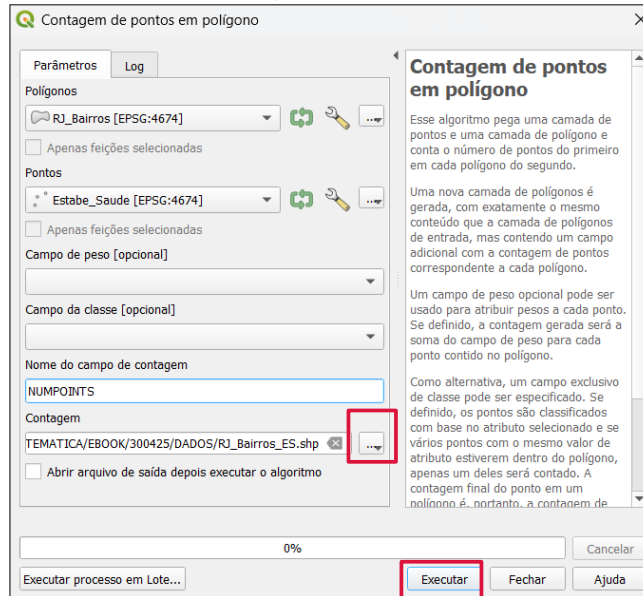 Contagem de pontos em polígono
Parâmetros
Log
Polígonos
RJ_Bairros [EPSG:4674]
...
Apenas feições selecionadas
Pontos
Estabe_Saude [EPSG:4674]
...
Apenas feições selecionadas
Campo de peso [opcional]
Campo da classe [opcional]
Nome do campo de contagem
NUMPOINTS
Contagem
TEMATICA/EBOOK/300425/DADOS/RJ_Bairros_ES.shp
...
Abrir arquivo de saída depois executar o algoritmo
Contagem de pontos
em polígono
Esse algoritmo pega uma camada de
pontos e uma camada de polígono e
conta o número de pontos do primeiro
em cada polígono do segundo.
Uma nova camada de polígonos é
gerada, com exatamente o mesmo
conteúdo que a camada de polígonos
de entrada, mas contendo um campo
adicional com a contagem de pontos
correspondente a cada polígono.
Um campo de peso opcional pode ser
usado para atribuir pesos a cada ponto.
Se definido, a contagem gerada será a
soma do campo de peso para cada
ponto contido no polígono.
Como alternativa, um campo exclusivo
de classe pode ser especificado. Se
definido, os pontos são classificados
com base no atributo selecionado e se
vários pontos com o mesmo valor de
atributo estiverem dentro do polígono,
apenas um deles será contado. A
contagem final do ponto em um
polígono é, portanto, a contagem de
0%
Cancelar
Executar processo em Lote...
Executar
Fechar
Ajuda